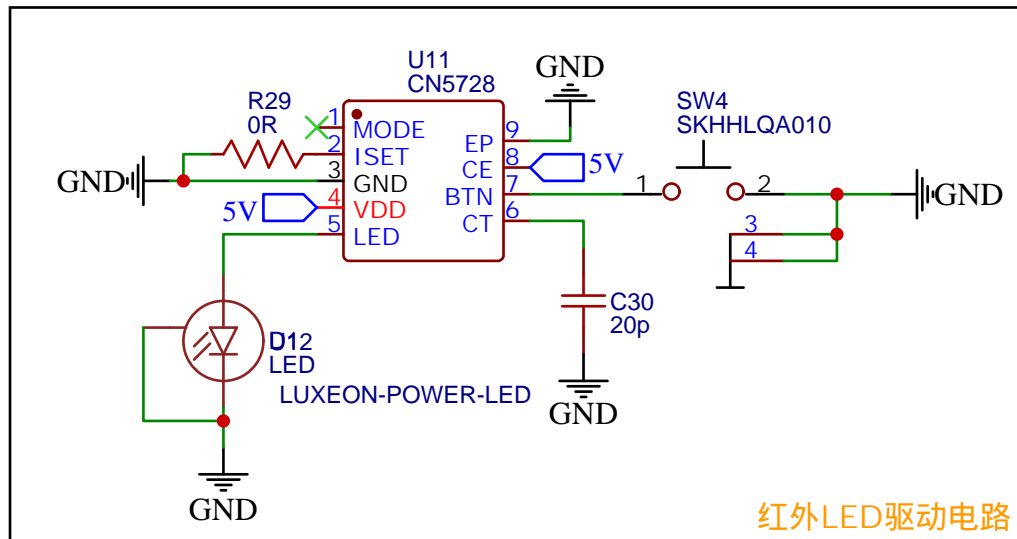 U11
CN5728
GND
R29
0R
SW4
SKHHLQA010
1
MODE
2
ISET
3
GND
4
VDD
5
LED
EP
9
CE
8
BTN
7
CT
6
GND
5V
5V
1
2
GND
3
4
C30
20p
GND
D12
LED
LUXEON-POWER-LED
GND
红外LED驱动电路